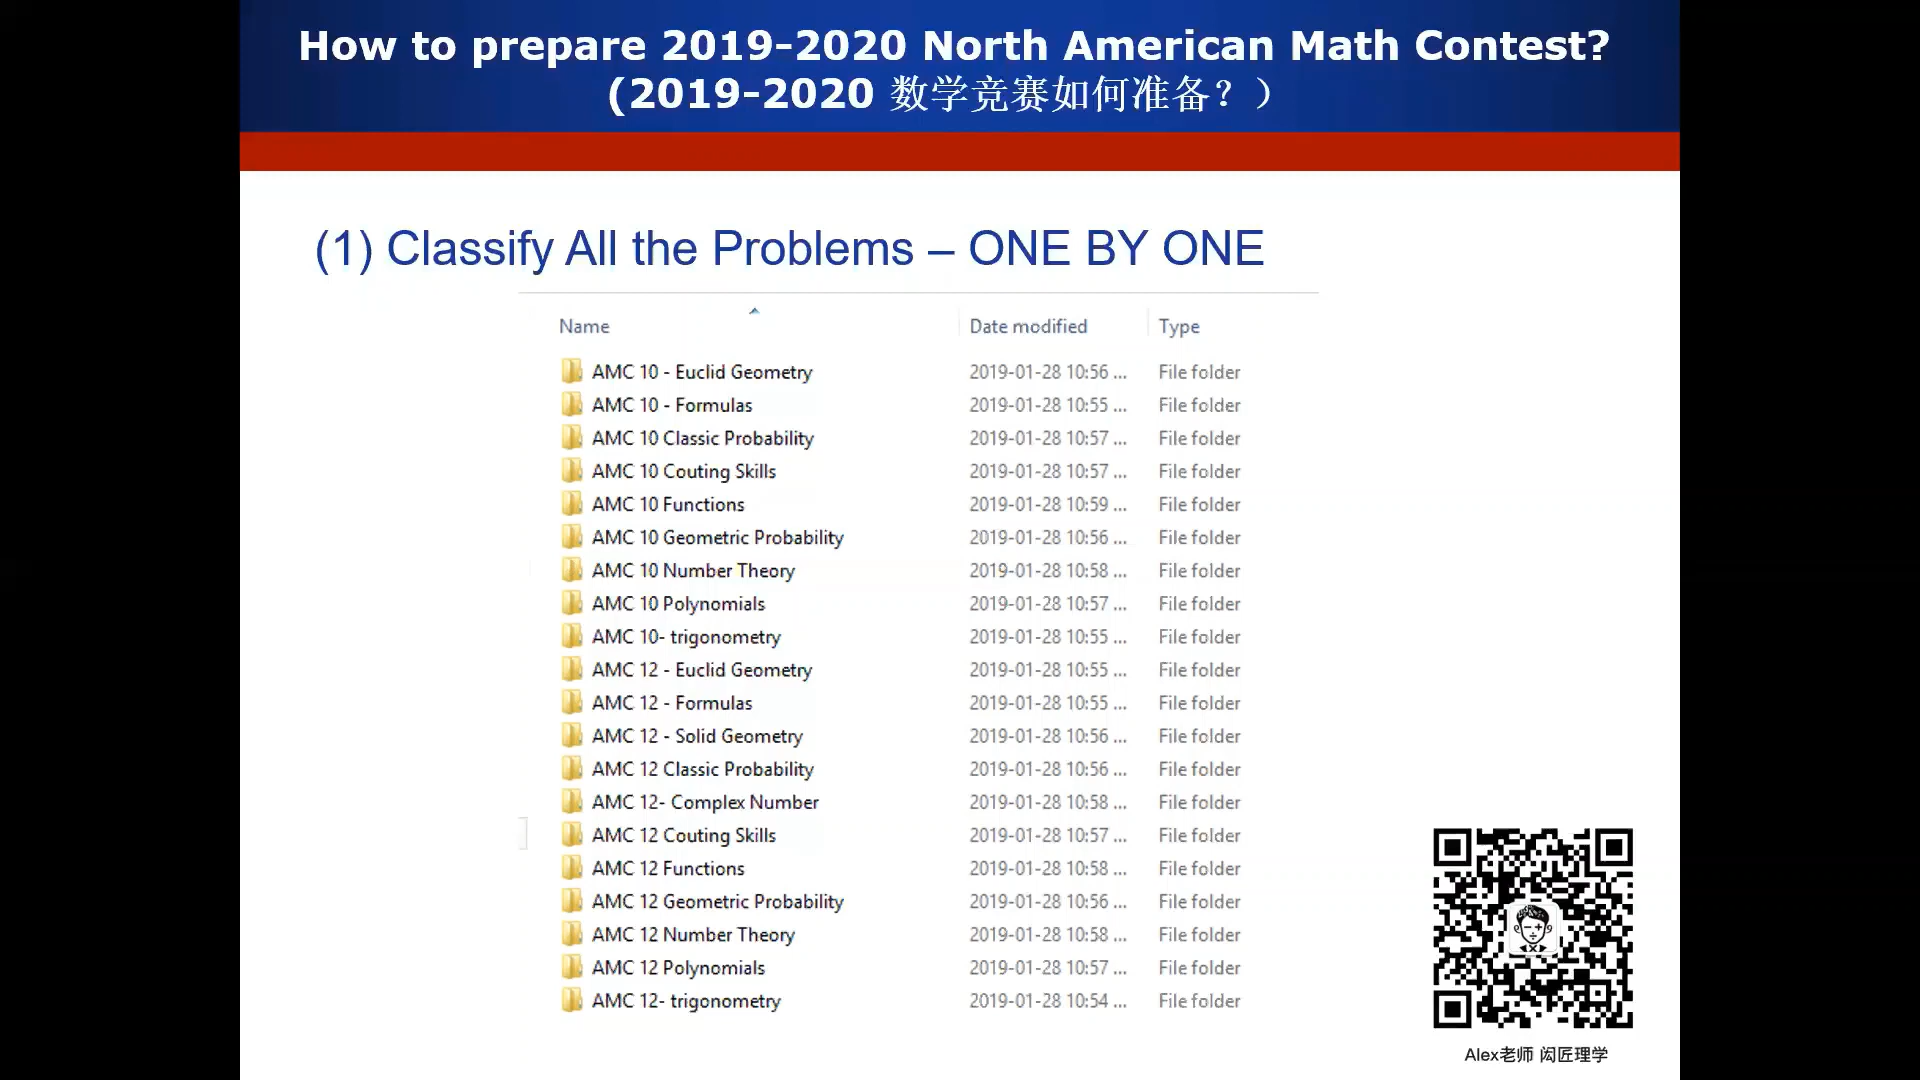 How to prepare 2019-2020 North American Math Contest?
(2019-2020 数学竞赛如何准备？）
(1) Classify All the Problems – ONE BY ONE
Name Date modified Type
AMC 10 - Euclid Geometry 2019-01-28 10:56 ... File folder
AMC 10 - Formulas 2019-01-28 10:55 ... File folder
AMC 10 Classic Probability 2019-01-28 10:57 ... File folder
AMC 10 Couting Skills 2019-01-28 10:57 ... File folder
AMC 10 Functions 2019-01-28 10:59 ... File folder
AMC 10 Geometric Probability 2019-01-28 10:56 ... File folder
AMC 10 Number Theory 2019-01-28 10:58 ... File folder
AMC 10 Polynomials 2019-01-28 10:57 ... File folder
AMC 10- trigonometry 2019-01-28 10:55 ... File folder
AMC 12 - Euclid Geometry 2019-01-28 10:55 ... File folder
AMC 12 - Formulas 2019-01-28 10:55 ... File folder
AMC 12 - Solid Geometry 2019-01-28 10:56 ... File folder
AMC 12 Classic Probability 2019-01-28 10:56 ... File folder
AMC 12- Complex Number 2019-01-28 10:58 ... File folder
AMC 12 Couting Skills 2019-01-28 10:57 ... File folder
AMC 12 Functions 2019-01-28 10:58 ... File folder
AMC 12 Geometric Probability 2019-01-28 10:56 ... File folder
AMC 12 Number Theory 2019-01-28 10:58 ... File folder
AMC 12 Polynomials 2019-01-28 10:57 ... File folder
AMC 12- trigonometry 2019-01-28 10:54 ... File folder
Alex老师 闳匠理学